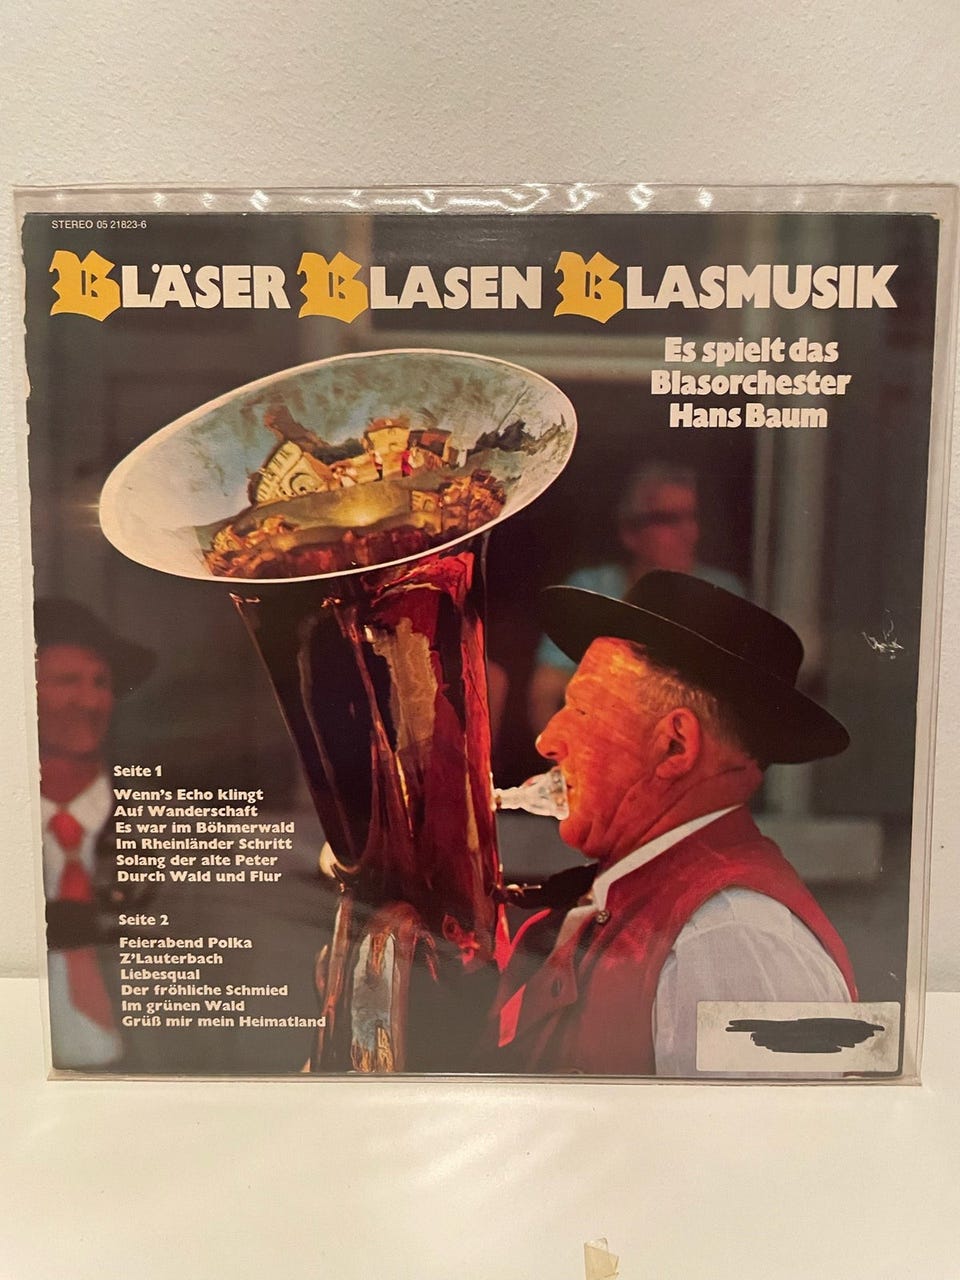 STEREO 05 21823-6
BLÄSER BLASEN BLASMUSIK
Es spielt das
Blasorchester
Hans Baum
Seite 1
Wenn's Echo klingt
Auf Wanderschaft
Es war im Böhmerwald
Im Rheinländer Schritt
Solang der alte Peter
Durch Wald und Flur
Seite 2
Feierabend Polka
Z'Lauterbach
Liebesqual
Der fröhliche Schmied
Im grünen Wald
Grüß mir mein Heimatland